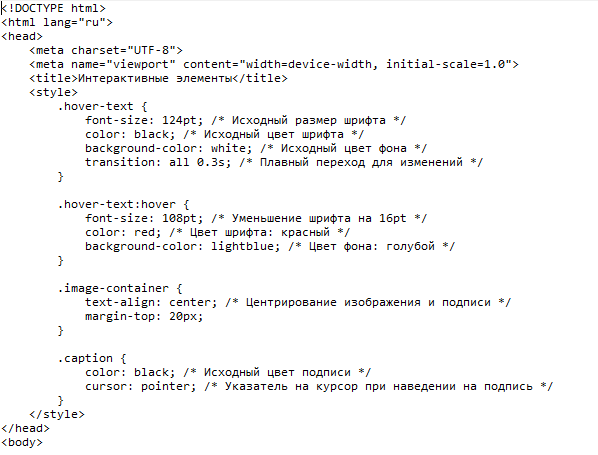 <!DOCTYPE html>
<html lang="ru">
<head>
    <meta charset="UTF-8">
    <meta name="viewport" content="width=device-width, initial-scale=1.0">
    <title>Интерактивные элементы</title>
    <style>
        .hover-text {
            font-size: 124pt; /* Исходный размер шрифта */
            color: black; /* Исходный цвет шрифта */
            background-color: white; /* Исходный цвет фона */
            transition: all 0.3s; /* Плавный переход для изменений */
        }

        .hover-text:hover {
            font-size: 108pt; /* Уменьшение шрифта на 16pt */
            color: red; /* Цвет шрифта: красный */
            background-color: lightblue; /* Цвет фона: голубой */
        }

        .image-container {
            text-align: center; /* Центрирование изображения и подписи */
            margin-top: 20px;
        }

        .caption {
            color: black; /* Исходный цвет подписи */
            cursor: pointer; /* Указатель на курсор при наведении на подпись */
        }
    </style>
</head>
<body>